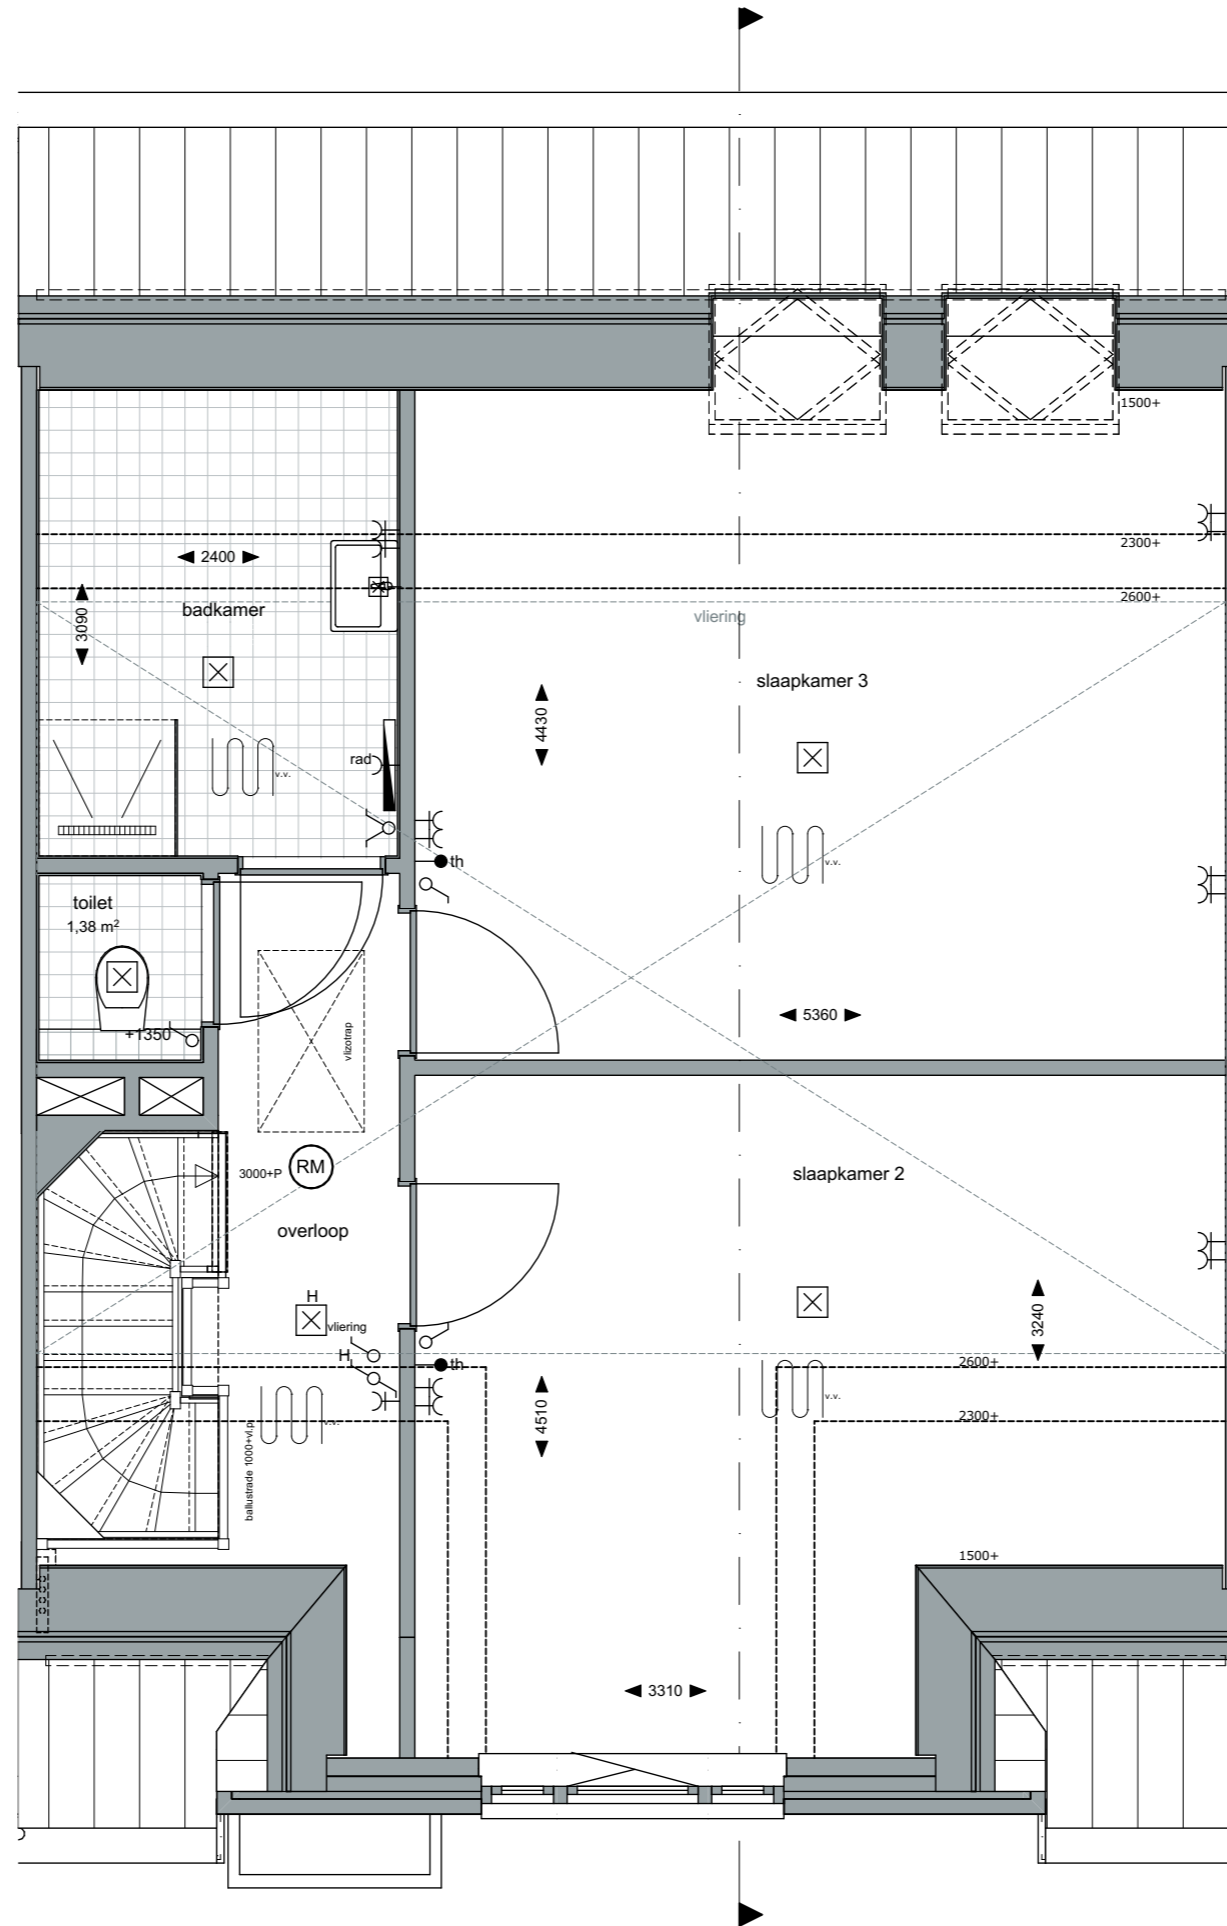 1500+
2300+
2400
3090
badkamer
2600+
vliering
slaapkamer 3
4430
rad
v.v.
th
v.v.
toilet
1,38 m²
+1350
vlizotrap
5360
3000+P
RM
overloop
slaapkamer 2
H
vliering
H
th
3240
2600+
4510
v.v.
v.v.
2300+
ballustrade 1000+vl.p.
1500+
3310